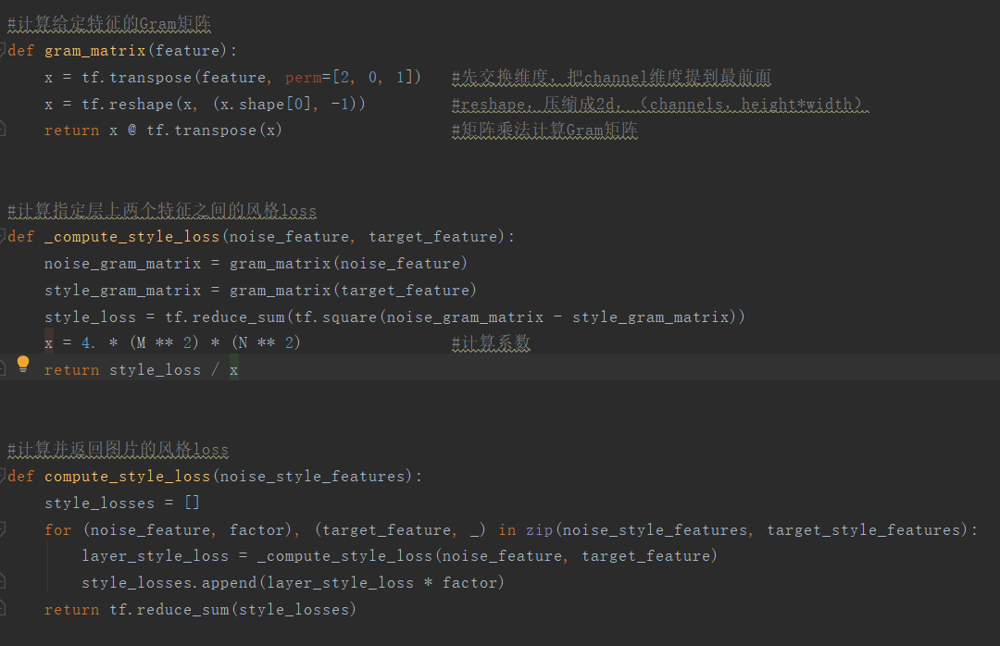 #计算给定特征的Gram矩阵
def gram_matrix(feature):
    x = tf.transpose(feature, perm=[2, 0, 1])   #先交换维度，把channel维度提到最前面
    x = tf.reshape(x, (x.shape[0], -1))         #reshape，压缩成2d，（channels，height*width）
    return x @ tf.transpose(x)                  #矩阵乘法计算Gram矩阵
#计算指定层上两个特征之间的风格loss
def _compute_style_loss(noise_feature, target_feature):
    noise_gram_matrix = gram_matrix(noise_feature)
    style_gram_matrix = gram_matrix(target_feature)
    style_loss = tf.reduce_sum(tf.square(noise_gram_matrix - style_gram_matrix))
    x = 4. * (M ** 2) * (N ** 2)                #计算系数
    return style_loss / x
#计算并返回图片的风格loss
def compute_style_loss(noise_style_features):
    style_losses = []
    for (noise_feature, factor), (target_feature, _) in zip(noise_style_features, target_style_features):
        layer_style_loss = _compute_style_loss(noise_feature, target_feature)
        style_losses.append(layer_style_loss * factor)
    return tf.reduce_sum(style_losses)